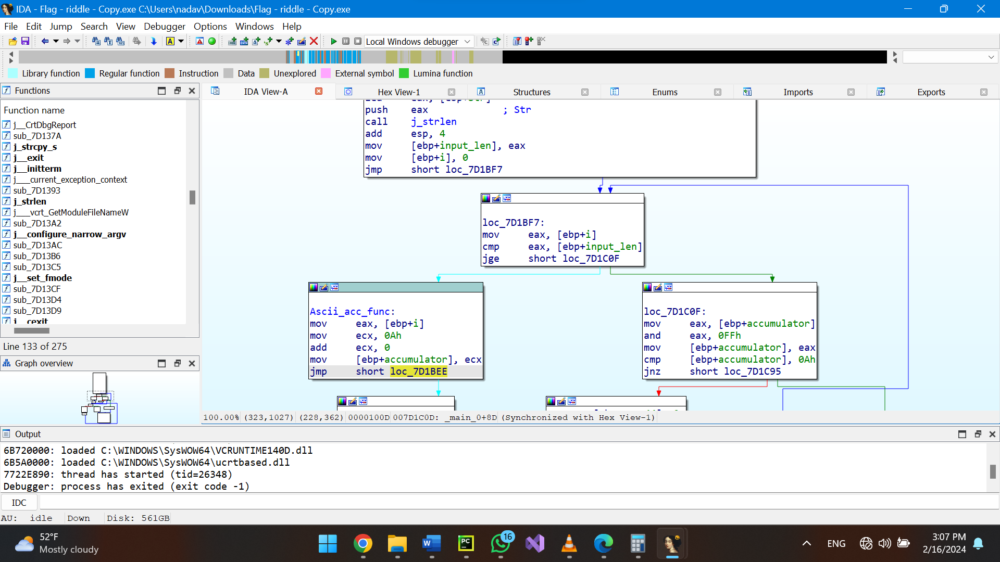 IDA - Flag - riddle - Copy.exe C:\Users\nadav\Downloads\Flag - riddle - Copy.exe
File Edit Jump Search View Debugger Options Windows Help
Local Windows debugger
Library function Regular function Instruction Data Unexplored External symbol Lumina function
Functions
Function name
j__CrtDbgReport
sub_7D137A
j_strcpy_s
j__exit
j__initterm
j___current_exception_context
sub_7D1393
j_strlen
j___vcrt_GetModuleFileNameW
sub_7D13A2
j__configure_narrow_argv
sub_7D13AC
sub_7D13B6
sub_7D13C5
j__set_fmode
sub_7D13CF
sub_7D13D4
sub_7D13D9
j__cexit
Line 133 of 275
Graph overview
IDA View-A Hex View-1 Structures Enums Imports Exports
push eax ; Str
call j_strlen
add esp, 4
mov [ebp+input_len], eax
mov [ebp+i], 0
jmp short loc_7D1BF7
loc_7D1BF7:
mov eax, [ebp+i]
cmp eax, [ebp+input_len]
jge short loc_7D1C0F
Ascii_acc_func:
mov eax, [ebp+i]
mov ecx, 0Ah
add ecx, 0
mov [ebp+accumulator], ecx
jmp short loc_7D1BEE
loc_7D1C0F:
mov eax, [ebp+accumulator]
and eax, 0FFh
mov [ebp+accumulator], eax
cmp [ebp+accumulator], 0Ah
jnz short loc_7D1C95
100.00% (323,1027) (228,362) 0000100D 007D1C0D: _main_0+8D (Synchronized with Hex View-1)
Output
6B720000: loaded C:\WINDOWS\SysWOW64\VCRUNTIME140D.dll
6B5A0000: loaded C:\WINDOWS\SysWOW64\ucrtbased.dll
7722E890: thread has started (tid=26348)
Debugger: process has exited (exit code -1)
IDC
AU: idle Down Disk: 561GB
52°F
Mostly cloudy
16
ENG
3:07 PM
2/16/2024